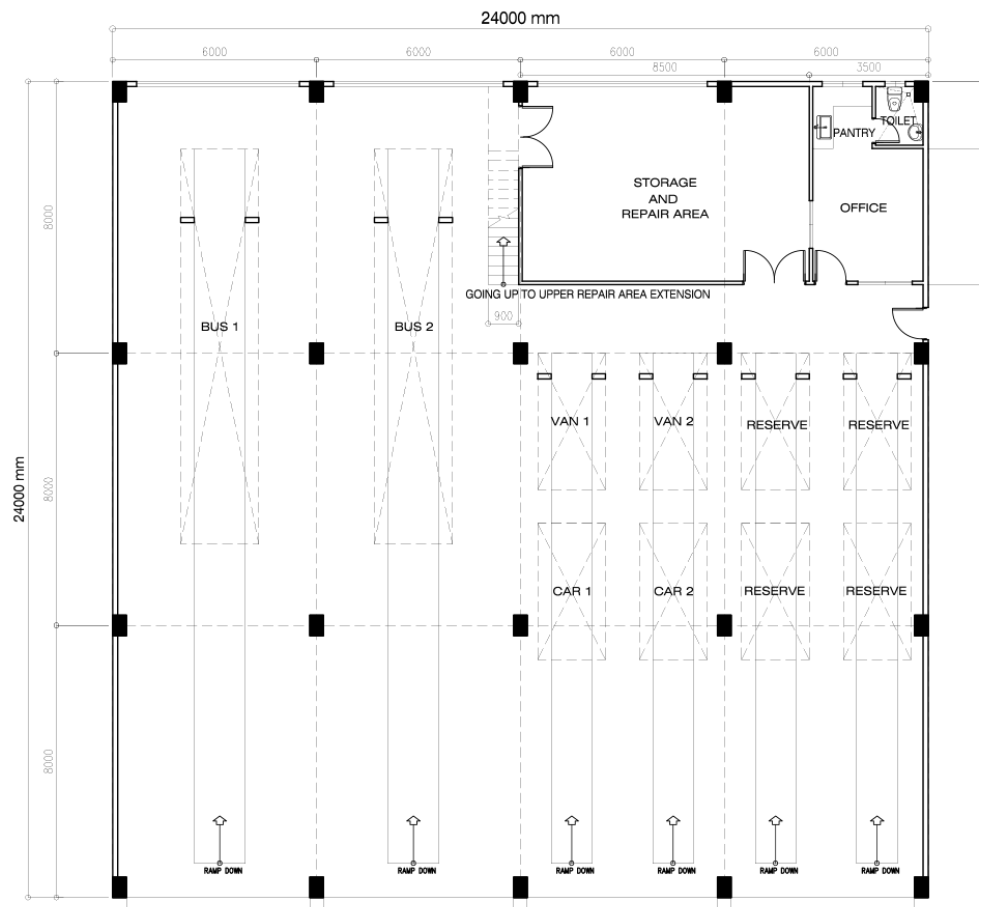 24000 mm
6000
6000
6000
6000
8500
3500
TOILET
PANTRY
STORAGE
AND
REPAIR AREA
OFFICE
8000
GOING UP TO UPPER REPAIR AREA EXTENSION
900
BUS 1
BUS 2
VAN 1
VAN 2
RESERVE
RESERVE
24000 mm
8000
CAR 1
CAR 2
RESERVE
RESERVE
8000
RAMP DOWN
RAMP DOWN
RAMP DOWN
RAMP DOWN
RAMP DOWN
RAMP DOWN